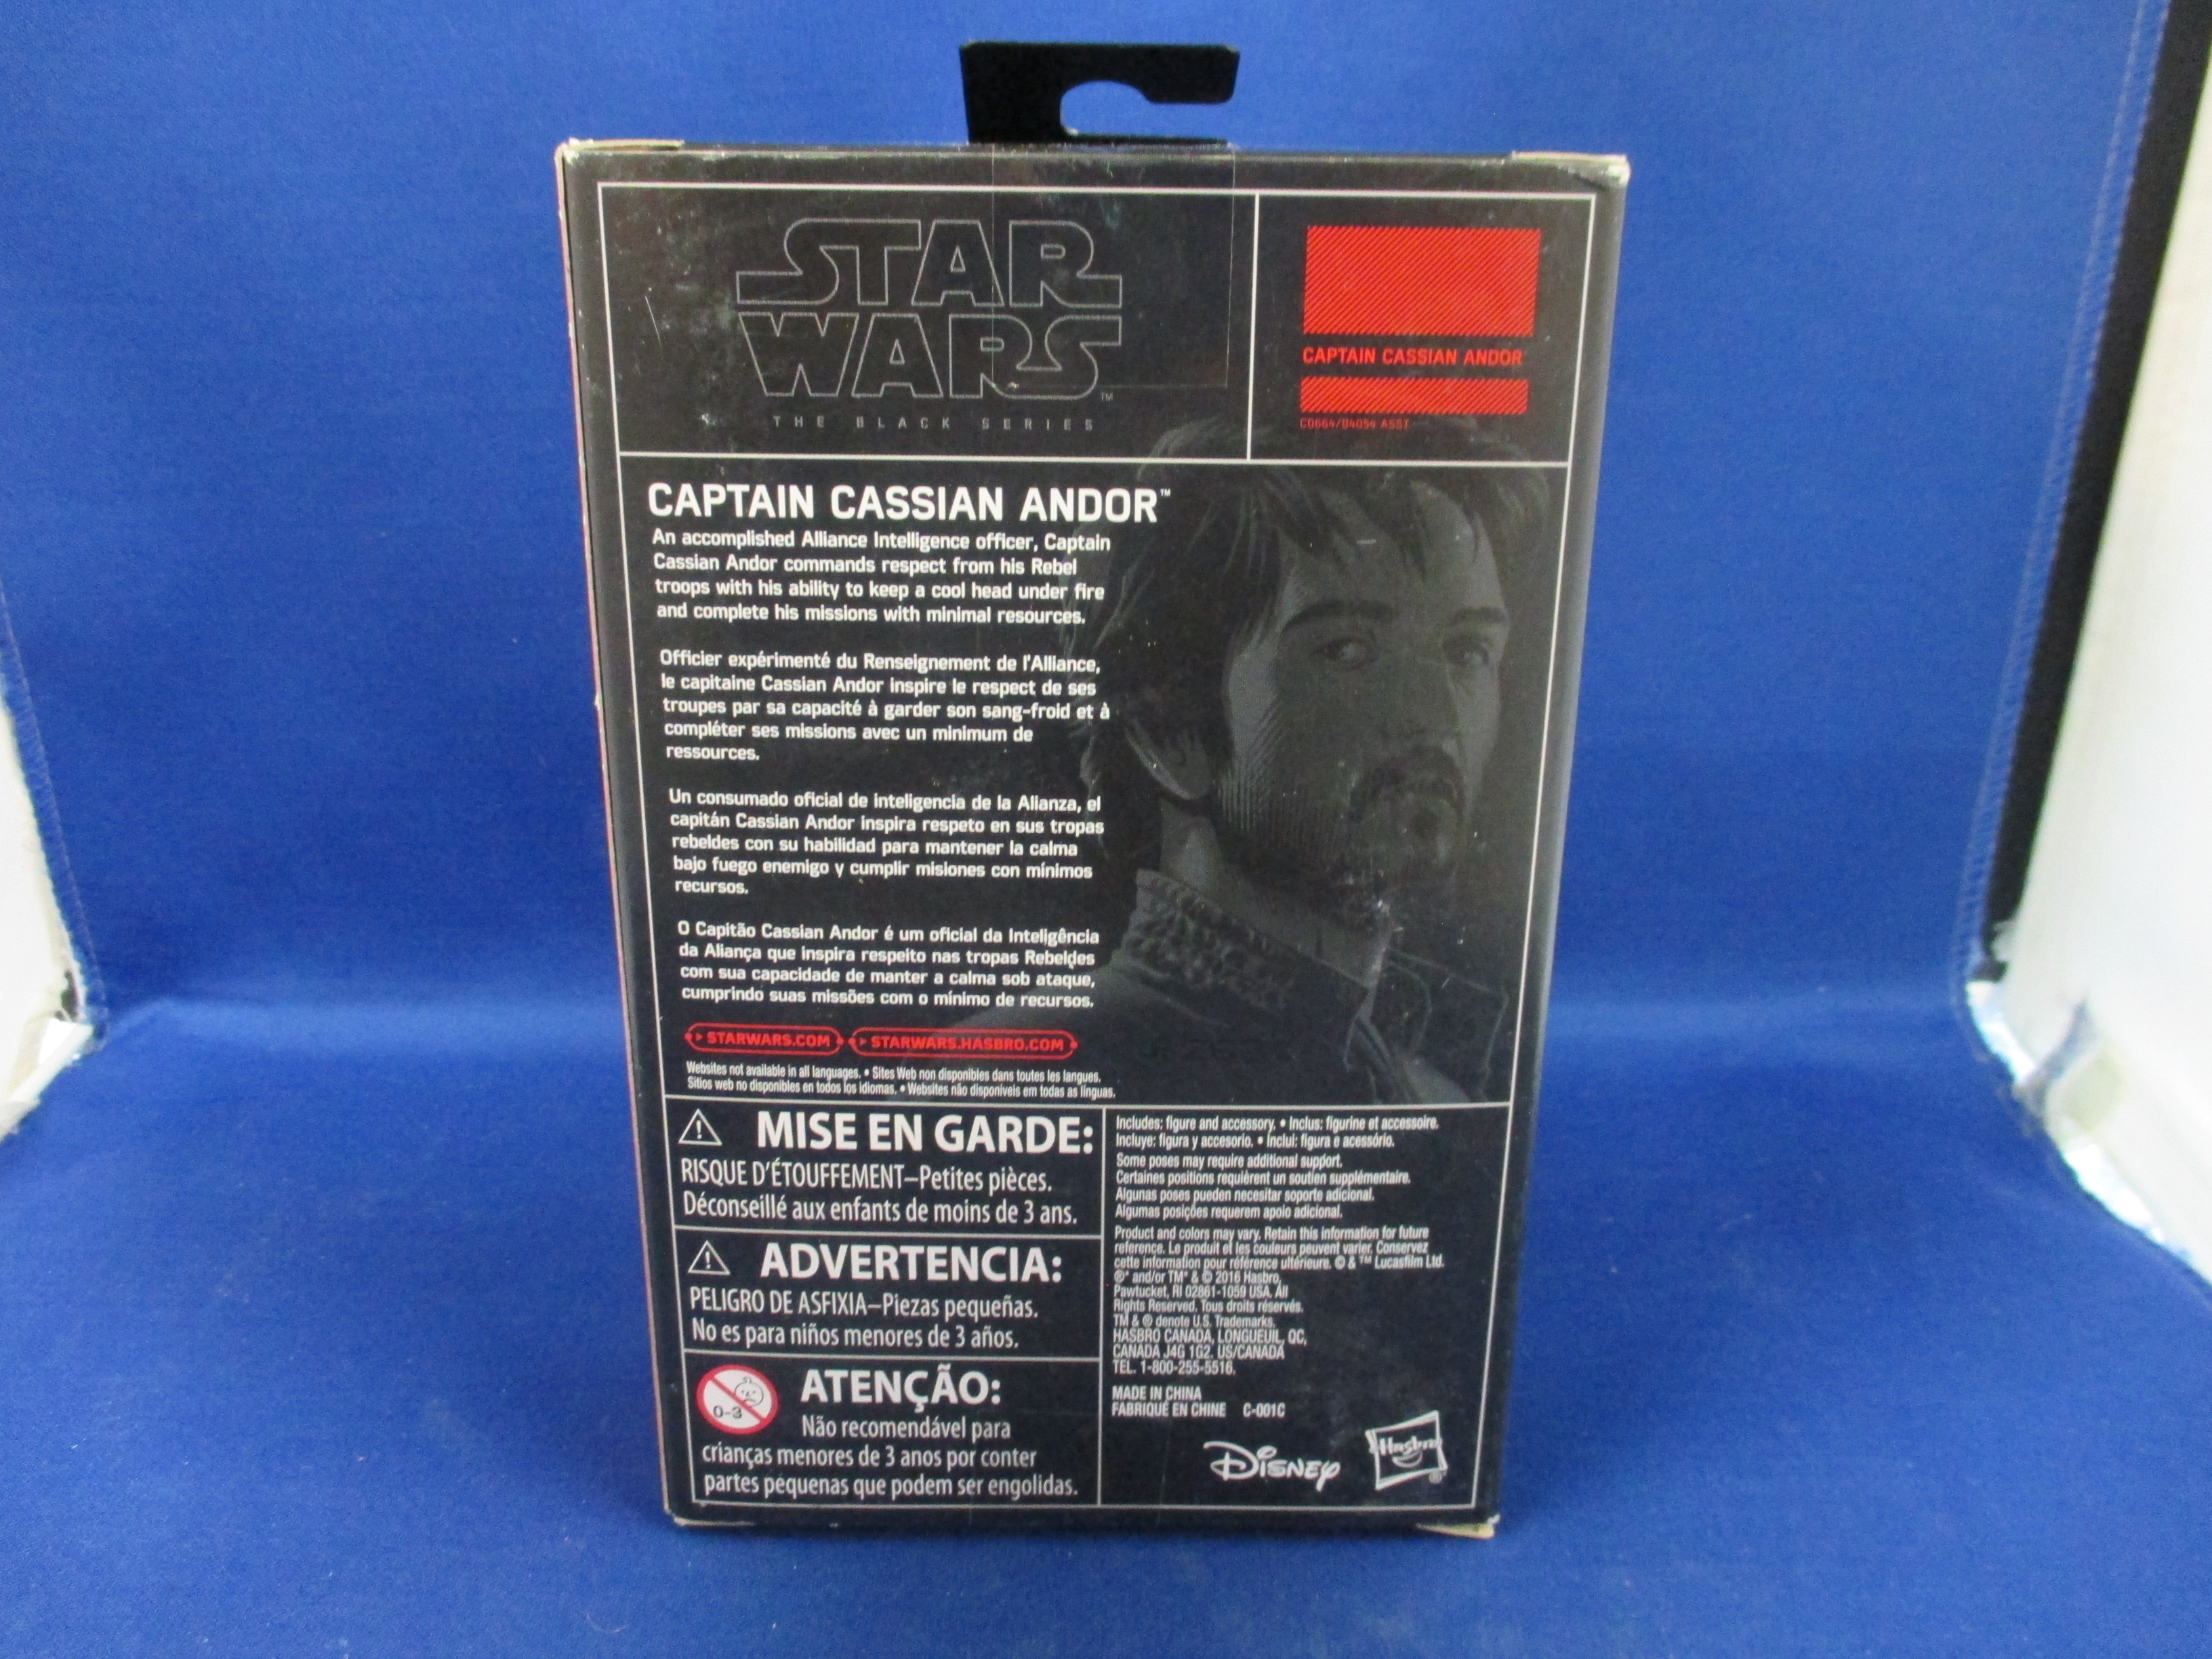 STAR
WARS™
THE BLACK SERIES
CAPTAIN CASSIAN ANDOR
C0664/B4054 ASST.
CAPTAIN CASSIAN ANDOR™
An accomplished Alliance Intelligence officer, Captain
Cassian Andor commands respect from his Rebel
troops with his ability to keep a cool head under fire
and complete his missions with minimal resources.
Officier expérimenté du Renseignement de l'Alliance,
le capitaine Cassian Andor inspire le respect de ses
troupes par sa capacité à garder son sang-froid et à
compléter ses missions avec un minimum de
ressources.
Un consumado oficial de inteligencia de la Alianza, el
capitán Cassian Andor inspira respeto en sus tropas
rebeldes con su habilidad para mantener la calma
bajo fuego enemigo y cumplir misiones con mínimos
recursos.
O Capitão Cassian Andor é um oficial da Inteligência
da Aliança que inspira respeito nas tropas Rebeldes
com sua capacidade de manter a calma sob ataque,
cumprindo suas missões com o mínimo de recursos.
STARWARS.COM STARWARS.HASBRO.COM
Websites not available in all languages. • Sites Web non disponibles dans toutes les langues.
Sitios web no disponibles en todos los idiomas. • Websites não disponíveis em todas as línguas.
MISE EN GARDE:
RISQUE D'ÉTOUFFEMENT–Petites pièces.
Déconseillé aux enfants de moins de 3 ans.
ADVERTENCIA:
PELIGRO DE ASFIXIA–Piezas pequeñas.
No es para niños menores de 3 años.
0-3
ATENÇÃO:
Não recomendável para
crianças menores de 3 anos por conter
partes pequenas que podem ser engolidas.
Includes: figure and accessory. • Inclus: figurine et accessoire.
Incluye: figura y accesorio. • Inclui: figura e acessório.
Some poses may require additional support.
Certaines positions requièrent un soutien supplémentaire.
Algunas poses pueden necesitar soporte adicional.
Algumas posições requerem apoio adicional.
Product and colors may vary. Retain this information for future
reference. Le produit et les couleurs peuvent varier. Conservez
cette information pour référence ultérieure. © & ™ Lucasfilm Ltd.
®* and/or TM* & © 2016 Hasbro,
Pawtucket, RI 02861-1059 USA. All
Rights Reserved. Tous droits réservés.
TM & ® denote U.S. Trademarks.
HASBRO CANADA, LONGUEUIL, QC,
CANADA J4G 1G2. US/CANADA
TEL. 1-800-255-5516.
MADE IN CHINA
FABRIQUÉ EN CHINE C-001C
Disney
Hasbro®